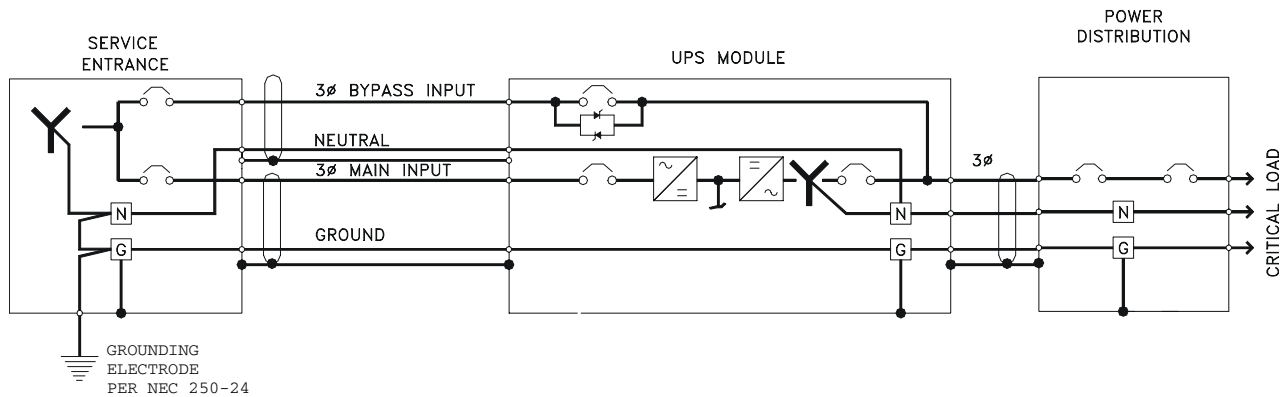 POWER
DISTRIBUTION
SERVICE
ENTRANCE
UPS MODULE
3ø BYPASS INPUT
NEUTRAL
3ø MAIN INPUT
3ø
N
N
N
GROUND
G
G
G
CRITICAL LOAD
GROUNDING
ELECTRODE
PER NEC 250-24